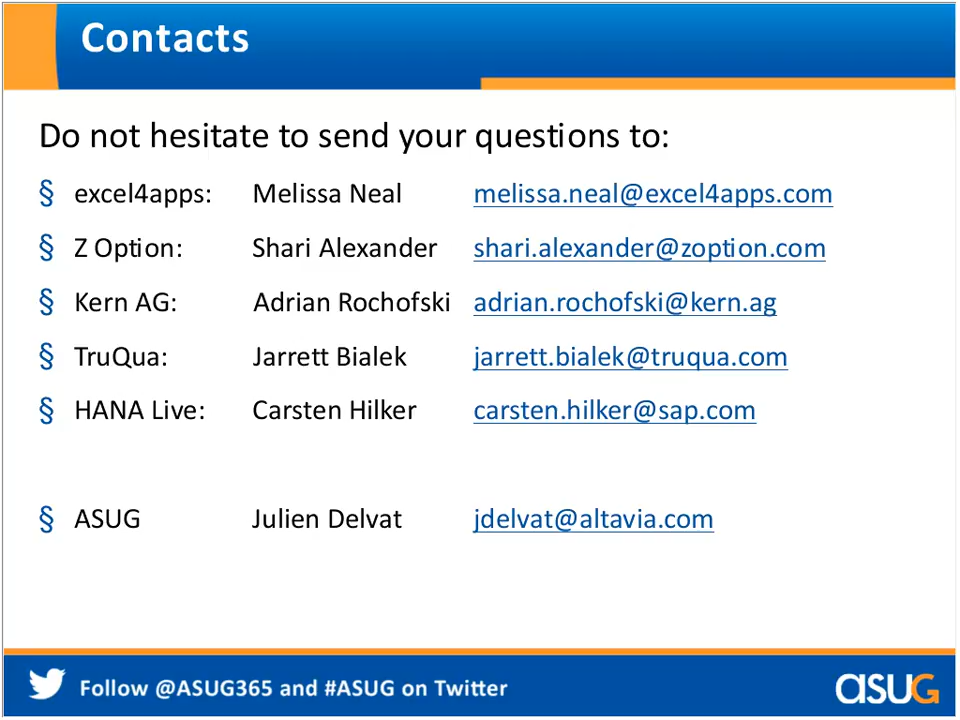 Contacts
Do not hesitate to send your questions to:
§ excel4apps: Melissa Neal melissa.neal@excel4apps.com
§ Z Option: Shari Alexander shari.alexander@zoption.com
§ Kern AG: Adrian Rochofski adrian.rochofski@kern.ag
§ TruQua: Jarrett Bialek jarrett.bialek@truqua.com
§ HANA Live: Carsten Hilker carsten.hilker@sap.com
§ ASUG Julien Delvat jdelvat@altavia.com
Follow @ASUG365 and #ASUG on Twitter
asuG